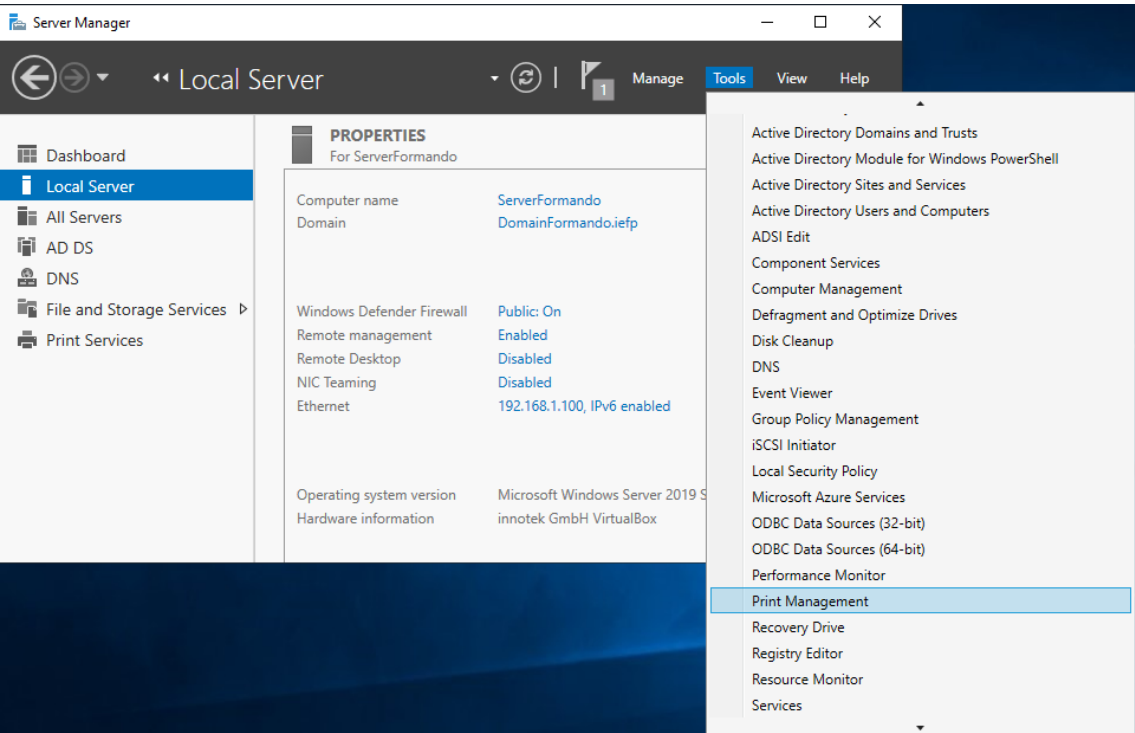 Server Manager
Local Server
1
Manage Tools View Help
Dashboard
Local Server
All Servers
AD DS
DNS
File and Storage Services
Print Services
PROPERTIES
For ServerFormando
Computer name ServerFormando
Domain DomainFormando.iefp
Windows Defender Firewall Public: On
Remote management Enabled
Remote Desktop Disabled
NIC Teaming Disabled
Ethernet 192.168.1.100, IPv6 enabled
Operating system version Microsoft Windows Server 2019 S
Hardware information innotek GmbH VirtualBox
Active Directory Domains and Trusts
Active Directory Module for Windows PowerShell
Active Directory Sites and Services
Active Directory Users and Computers
ADSI Edit
Component Services
Computer Management
Defragment and Optimize Drives
Disk Cleanup
DNS
Event Viewer
Group Policy Management
iSCSI Initiator
Local Security Policy
Microsoft Azure Services
ODBC Data Sources (32-bit)
ODBC Data Sources (64-bit)
Performance Monitor
Print Management
Recovery Drive
Registry Editor
Resource Monitor
Services